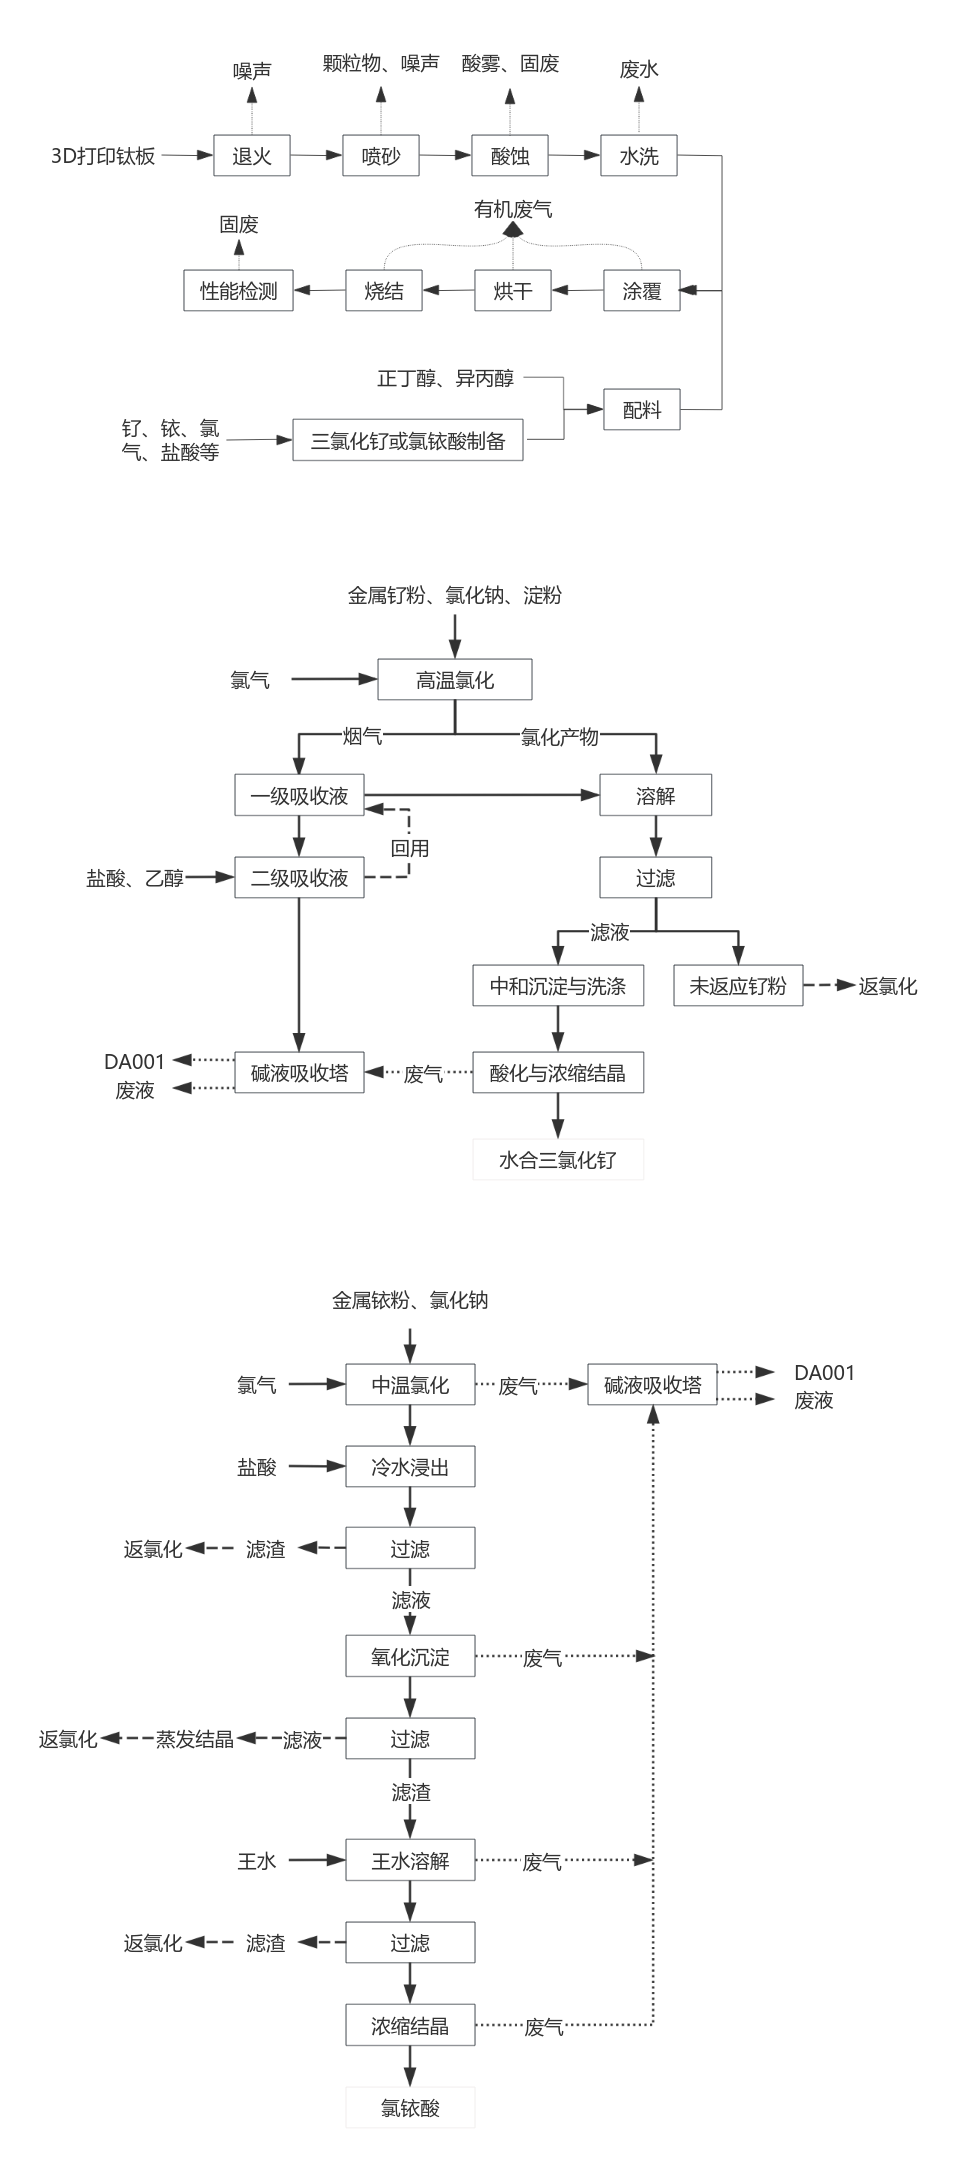 噪声
颗粒物、噪声
酸雾、固废
废水
3D打印钛板
退火
喷砂
酸蚀
水洗
有机废气
固废
性能检测
烧结
烘干
涂覆
正丁醇、异丙醇
配料
钌、铱、氯
气、盐酸等
三氯化钌或氯铱酸制备
金属钌粉、氯化钠、淀粉
氯气
高温氯化
烟气
氯化产物
一级吸收液
溶解
回用
盐酸、乙醇
二级吸收液
过滤
滤液
中和沉淀与洗涤
未返应钌粉
返氯化
DA001
废液
碱液吸收塔
废气
酸化与浓缩结晶
水合三氯化钌
金属铱粉、氯化钠
氯气
中温氯化
废气
碱液吸收塔
DA001
废液
盐酸
冷水浸出
返氯化
滤渣
过滤
滤液
氧化沉淀
废气
返氯化
蒸发结晶
滤液
过滤
滤渣
王水
王水溶解
废气
返氯化
滤渣
过滤
浓缩结晶
废气
氯铱酸